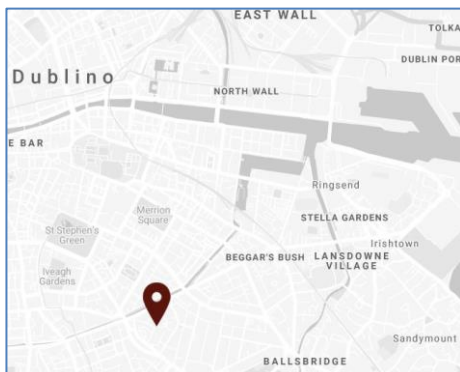 EAST WALL
TOLKA
DUBLIN POR
Dublino
NORTH WALL
E BAR
Ringsend
Merrion
Square
STELLA GARDENS
St Stephen's
Green
Irishtown
BEGGAR'S BUSH
LANSDOWNE
VILLAGE
Iveagh
Gardens
Sandymount
BALLSBRIDGE